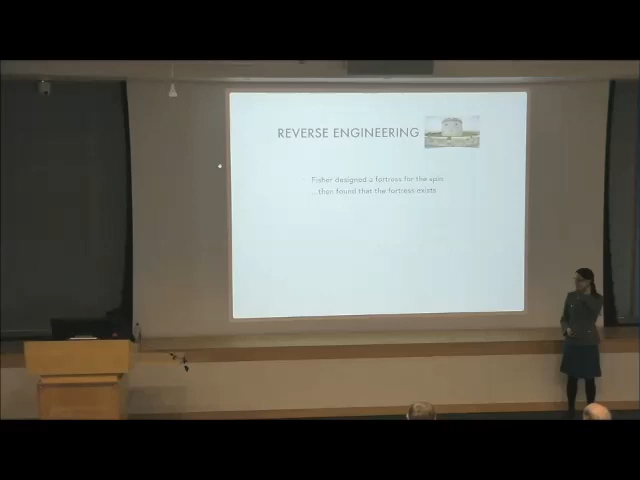 REVERSE ENGINEERING
Fisher designed a fortress for the spin
...then found that the fortress exists